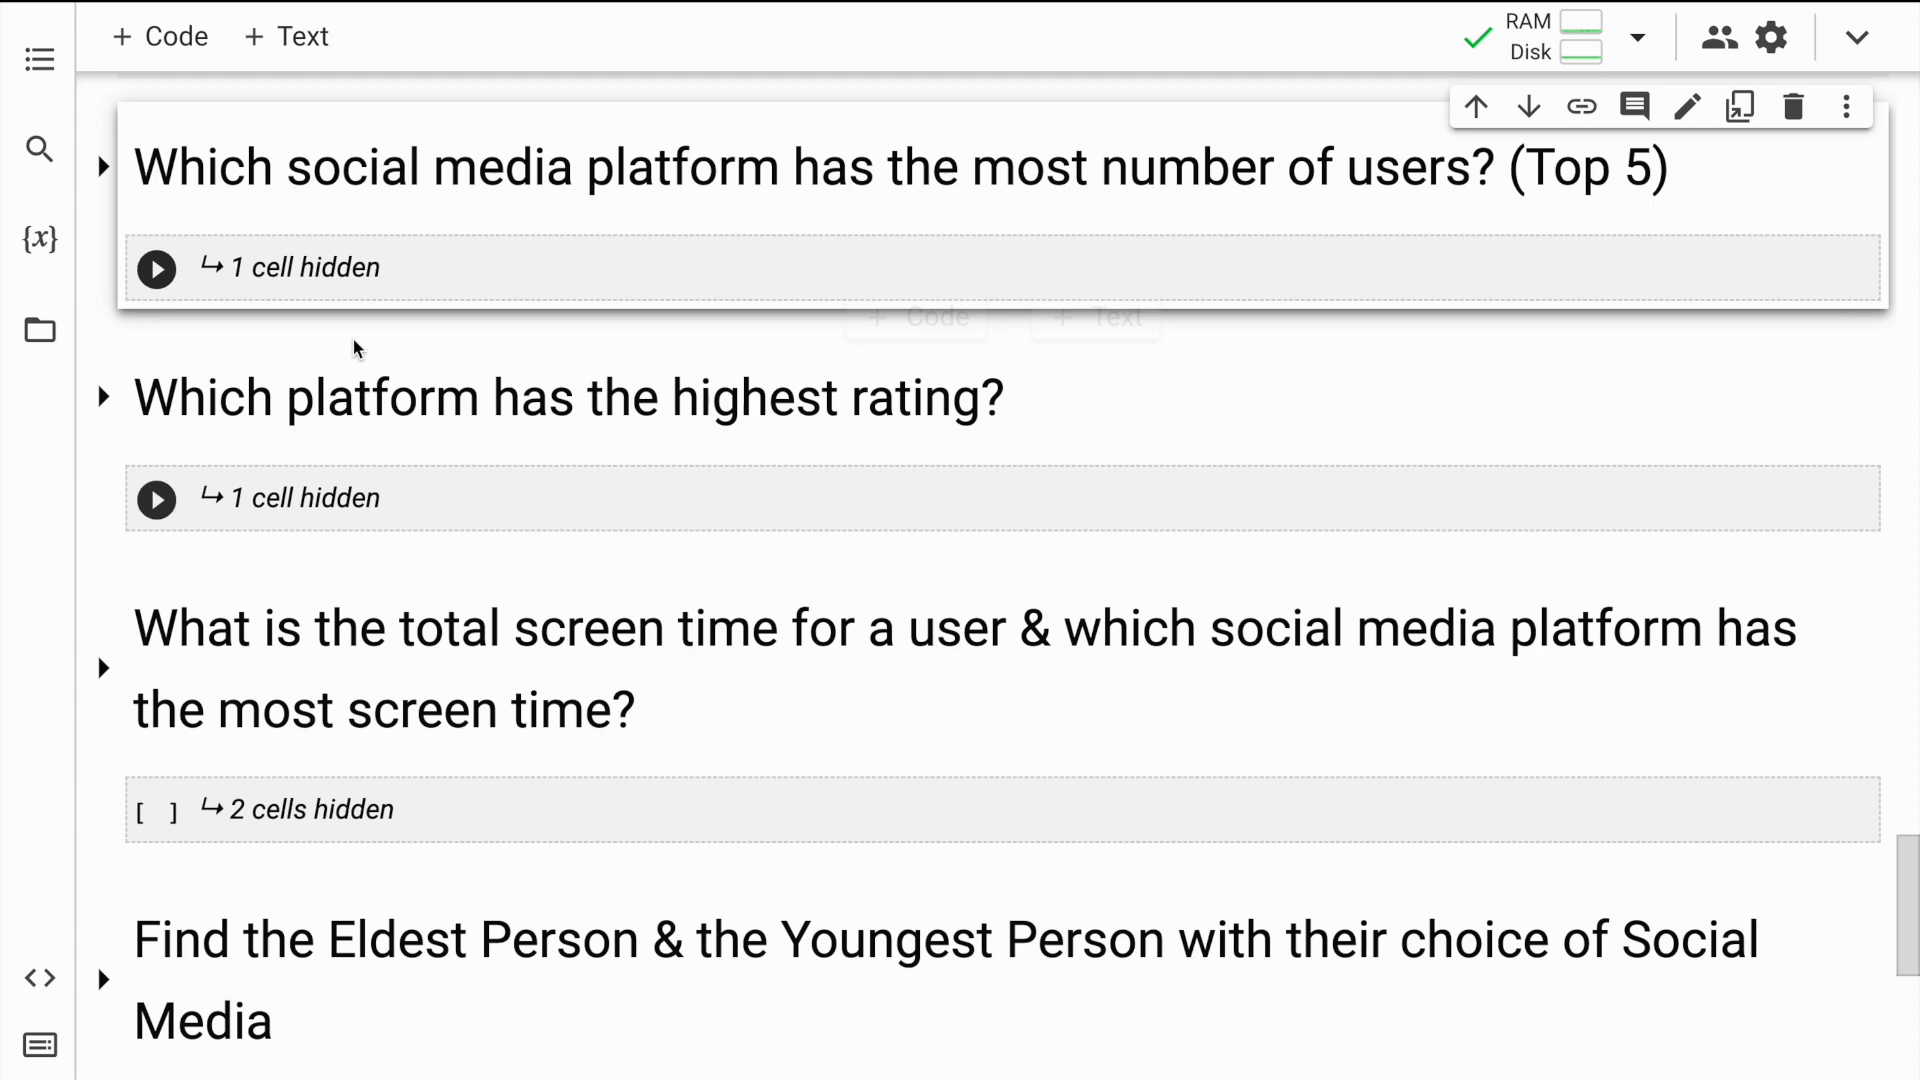 + Code + Text
RAM
Disk
Which social media platform has the most number of users? (Top 5)
1 cell hidden
+ Code + Text
Which platform has the highest rating?
1 cell hidden
{x}
What is the total screen time for a user & which social media platform has
the most screen time?
[ ] 2 cells hidden
Find the Eldest Person & the Youngest Person with their choice of Social
Media